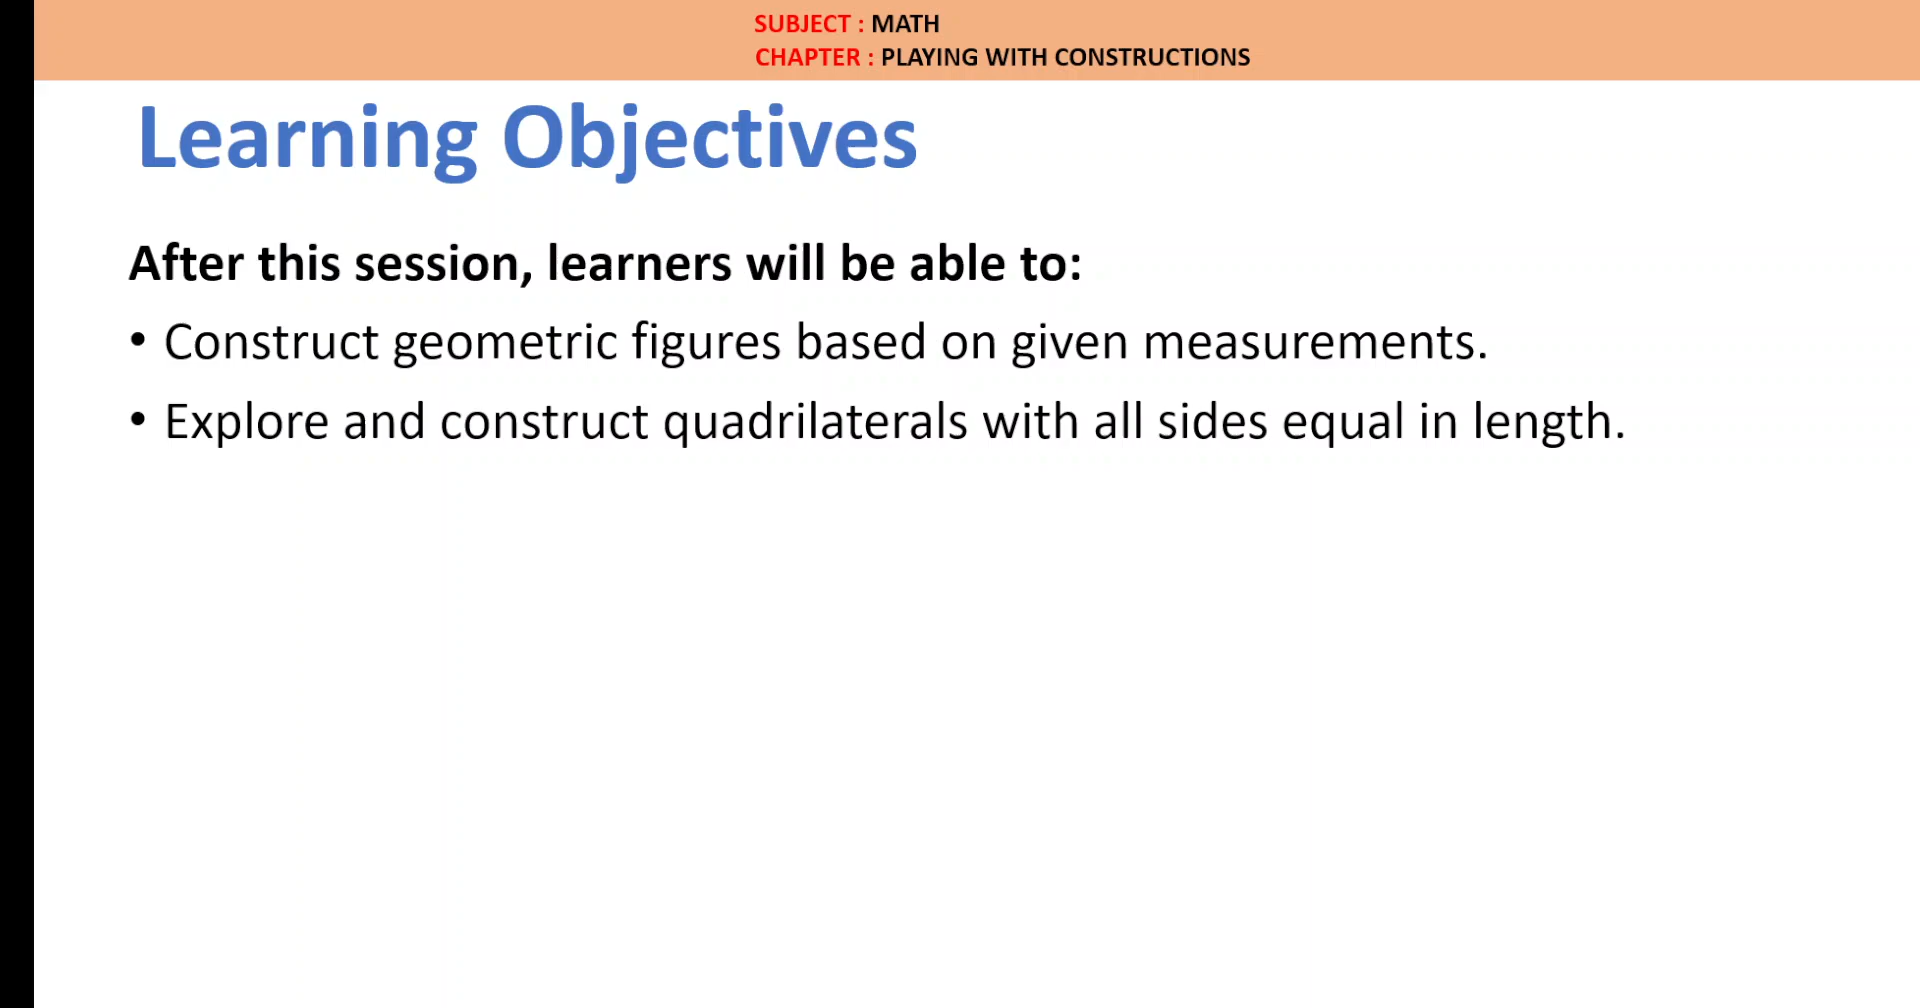 SUBJECT : MATH
CHAPTER : PLAYING WITH CONSTRUCTIONS
Learning Objectives
After this session, learners will be able to:
• Construct geometric figures based on given measurements.
• Explore and construct quadrilaterals with all sides equal in length.